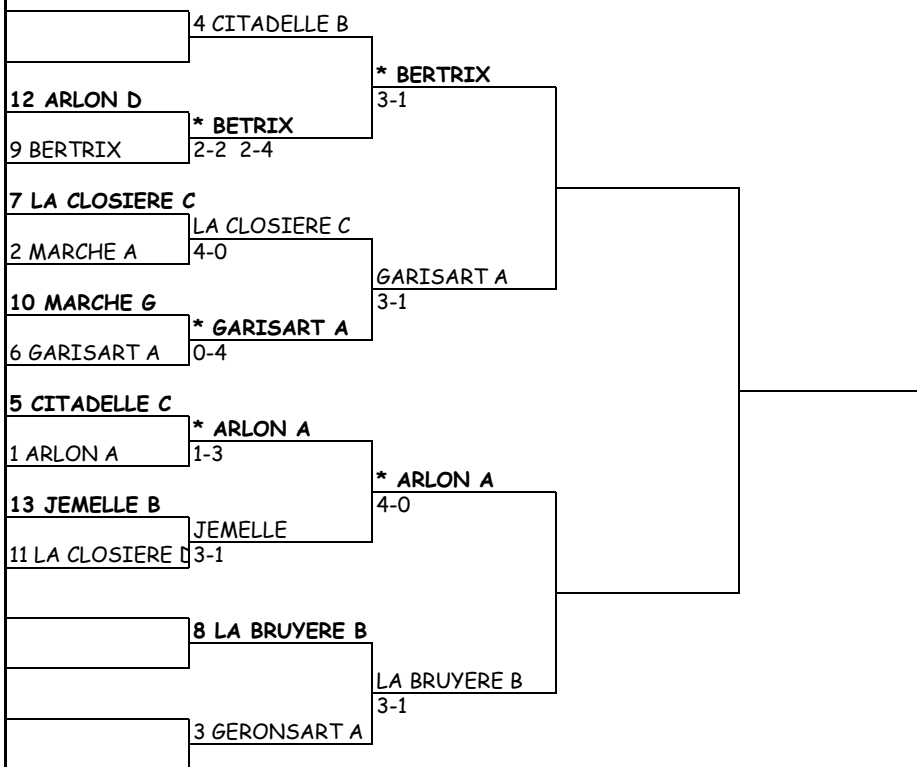 4 CITADELLE B
* BERTRIX
3-1
12 ARLON D
* BETRIX
9 BERTRIX
2-2 2-4
7 LA CLOSIERE C
LA CLOSIERE C
2 MARCHE A
4-0
GARISART A
3-1
10 MARCHE G
* GARISART A
6 GARISART A
0-4
5 CITADELLE C
* ARLON A
1 ARLON A
1-3
* ARLON A
4-0
13 JEMELLE B
JEMELLE
11 LA CLOSIERE D
3-1
8 LA BRUYERE B
LA BRUYERE B
3-1
3 GERONSART A